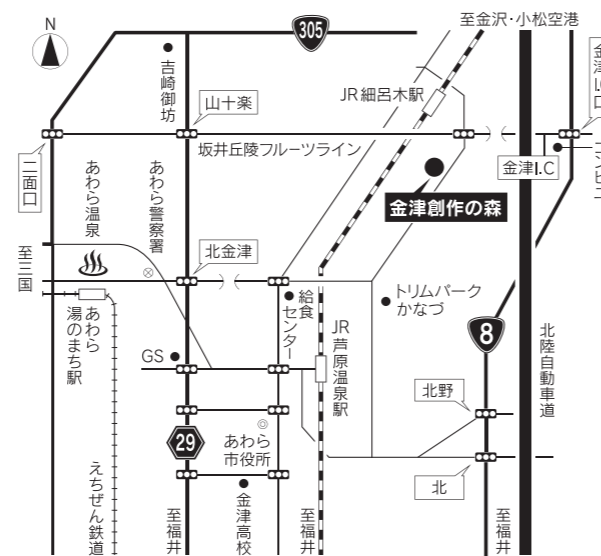 N
305
至金沢・小松空港
吉崎御坊
山十楽
JR細呂木駅
坂井丘陵フルーツライン
二面口
金津I.C
金津創作の森
あわら温泉
あわら警察署
北金津
至三国
あわら
湯のまち駅
給食
センター
トリムパーク
かなづ
JR芦原温泉駅
8
北陸自動車道
GS
北野
29
あわら
市役所
北
えちぜん鉄道
金津高校
至福井
至福井
至福井